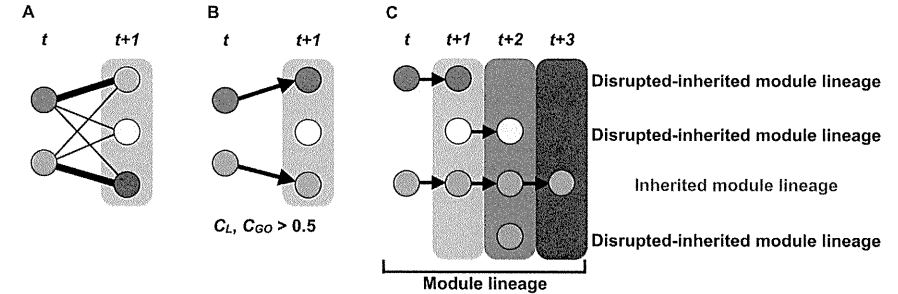 A
B
C
t
t+1
t
t+1
t
t+1
t+2
t+3
Disrupted-inherited module lineage
Disrupted-inherited module lineage
Inherited module lineage
Disrupted-inherited module lineage
C_L, C_GO > 0.5
Module lineage